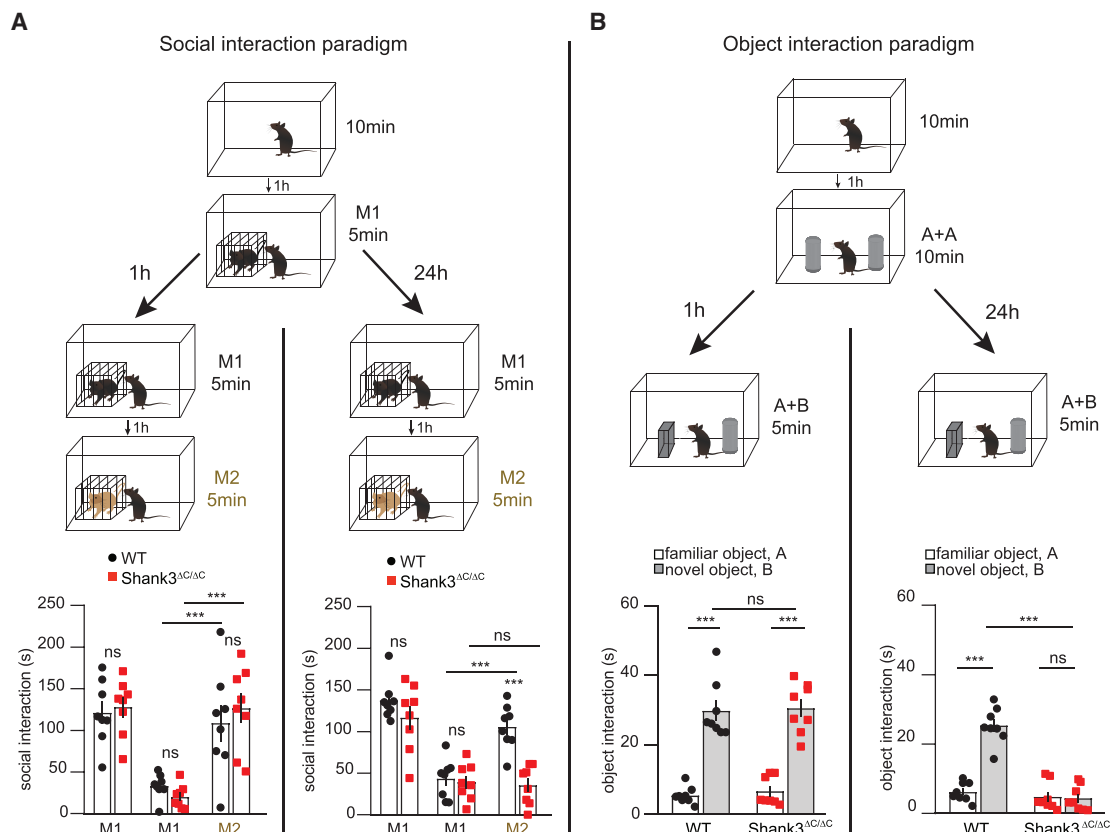 A
Social interaction paradigm
10min
1h
M1
5min
1h
24h
M1
5min
1h
M2
5min
M1
5min
1h
M2
5min
WT
Shank3ΔC/ΔC
social interaction (s)
250
200
150
100
50
0
ns
ns
***
***
ns
M1
M1
M2
WT
Shank3ΔC/ΔC
social interaction (s)
250
200
150
100
50
0
ns
ns
***
ns
***
M1
M1
M2
B
Object interaction paradigm
10min
1h
A+A
10min
1h
24h
A+B
5min
A+B
5min
familiar object, A
novel object, B
object interaction (s)
60
40
20
0
ns
***
***
WT
Shank3ΔC/ΔC
familiar object, A
novel object, B
object interaction (s)
60
40
20
0
***
***
ns
WT
Shank3ΔC/ΔC